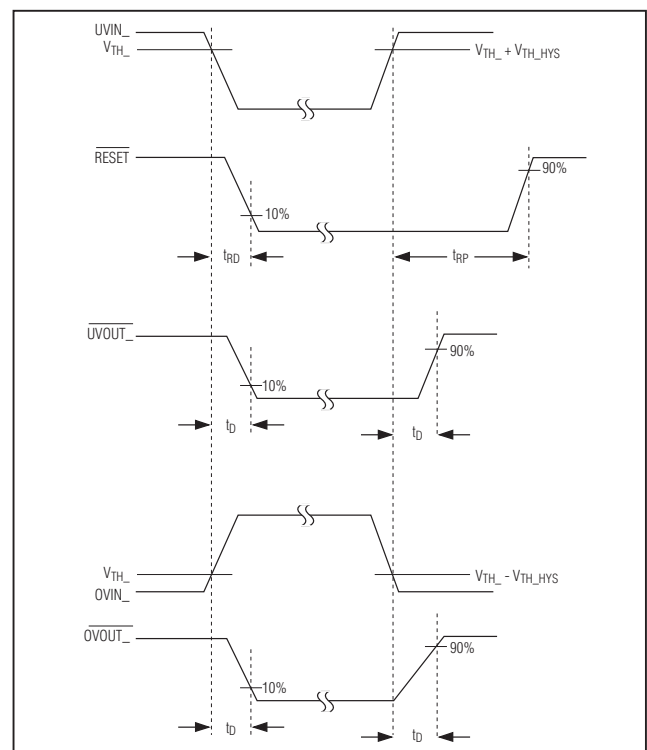 UVIN_
VTH_
VTH_ + VTH_HYS
RESET
90%
10%
tRD
tRP
UVOUT_
90%
10%
tD
tD
VTH_
VTH_ - VTH_HYS
OVIN_
OVOUT_
90%
10%
tD
tD